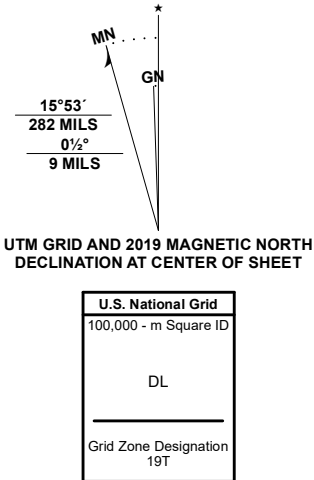 MN
GN
15°53´
282 MILS
0½°
9 MILS
UTM GRID AND 2019 MAGNETIC NORTH
DECLINATION AT CENTER OF SHEET
U.S. National Grid
100,000 - m Square ID
DL
Grid Zone Designation
19T